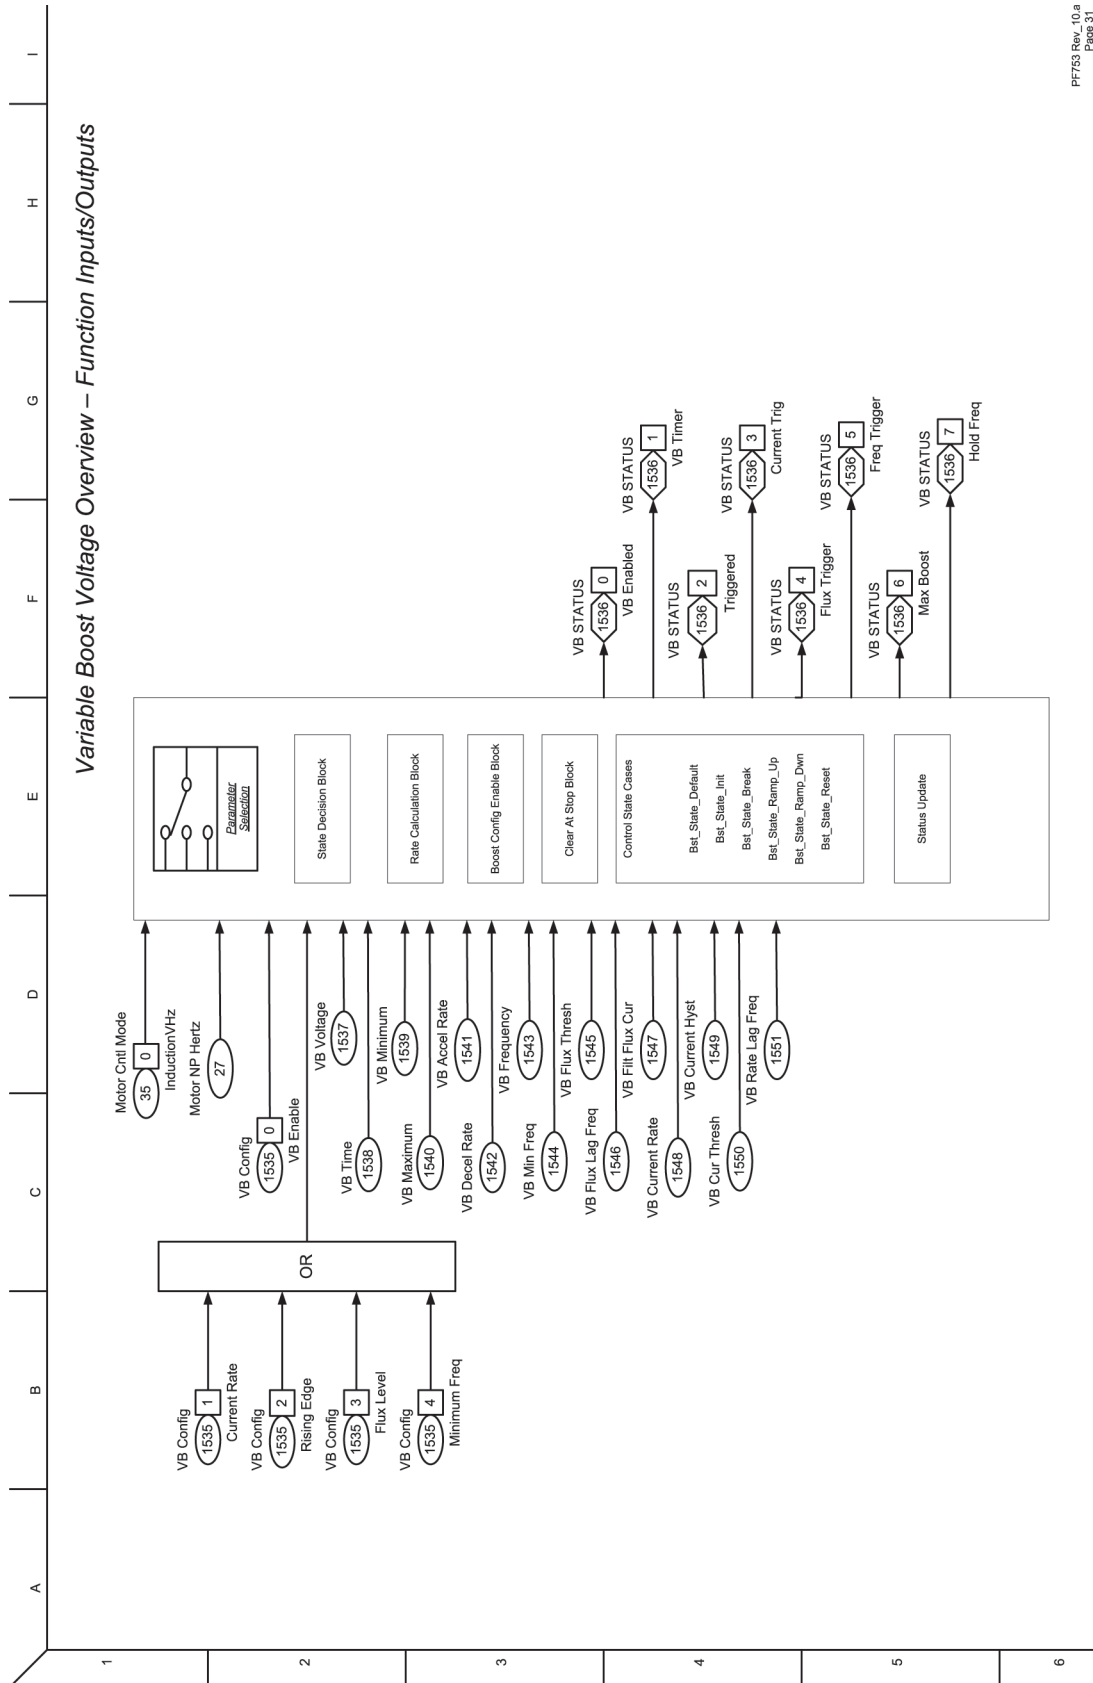 Variable Boost Voltage Overview – Function Inputs/Outputs
A
B
C
D
E
F
G
H
I
1
2
3
4
5
6
VB Config
1535
1
Current Rate
VB Config
1535
2
Rising Edge
VB Config
1535
3
Flux Level
VB Config
1535
4
Minimum Freq
OR
Motor Cntl Mode
35
0
InductionVHz
Motor NP Hertz
27
VB Config
1535
0
VB Enable
VB Voltage
1537
VB Time
1538
VB Minimum
1539
VB Maximum
1540
VB Accel Rate
1541
VB Decel Rate
1542
VB Frequency
1543
VB Min Freq
1544
VB Flux Thresh
1545
VB Flux Lag Freq
1546
VB Filt Flux Cur
1547
VB Current Rate
1548
VB Current Hyst
1549
VB Cur Thresh
1550
VB Rate Lag Freq
1551
Parameter
Selection
State Decision Block
Rate Calculation Block
Boost Config Enable Block
Clear At Stop Block
Control State Cases
Bst_State_Default
Bst_State_Init
Bst_State_Break
Bst_State_Ramp_Up
Bst_State_Ramp_Dwn
Bst_State_Reset
Status Update
VB STATUS
1536
0
VB Enabled
VB STATUS
1536
1
VB Timer
VB STATUS
1536
2
Triggered
VB STATUS
1536
3
Current Trig
VB STATUS
1536
4
Flux Trigger
VB STATUS
1536
5
Freq Trigger
VB STATUS
1536
6
Max Boost
VB STATUS
1536
7
Hold Freq
PF753 Rev_10.a
Page 31